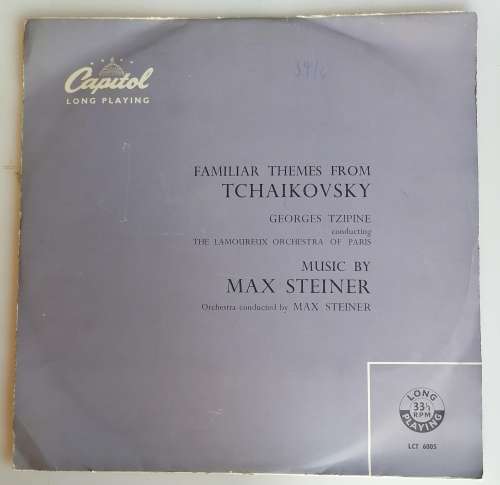 Capitol
LONG PLAYING
FAMILIAR THEMES FROM
TCHAIKOVSKY
GEORGES TZIPINE
conducting
THE LAMOUREUX ORCHESTRA OF PARIS
MUSIC BY
MAX STEINER
Orchestra conducted by MAX STEINER
LONG
33⅓
RPM
PLAYING
LCT 6005